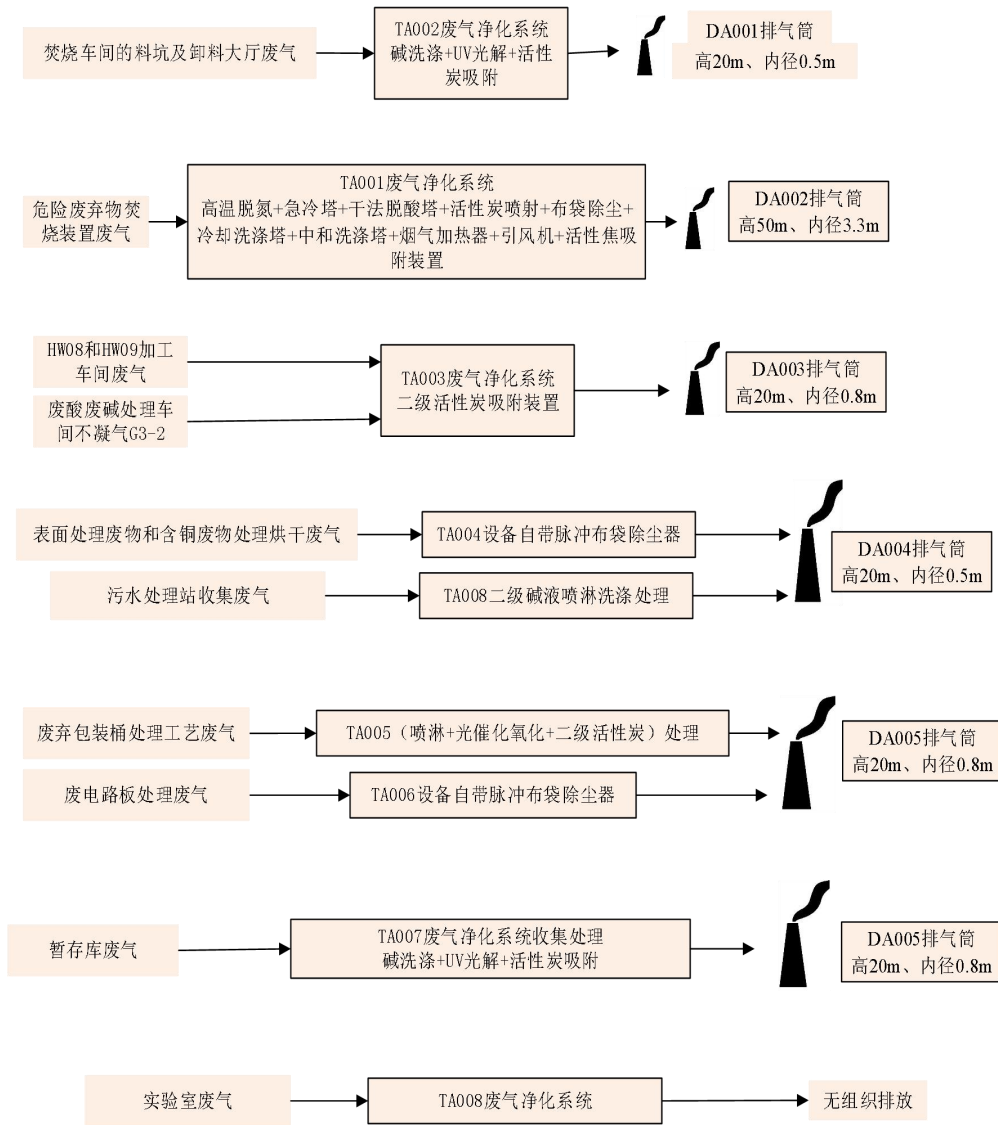 焚烧车间的料坑及卸料大厅废气
TA002废气净化系统
碱洗涤+UV光解+活性
炭吸附
DA001排气筒
高20m、内径0.5m
危险废弃物焚
烧装置废气
TA001废气净化系统
高温脱氮+急冷塔+干法脱酸塔+活性炭喷射+布袋除尘+
冷却洗涤塔+中和洗涤塔+烟气加热器+引风机+活性焦吸
附装置
DA002排气筒
高50m、内径3.3m
HW08和HW09加工
车间废气
废酸废碱处理车
间不凝气G3-2
TA003废气净化系统
二级活性炭吸附装置
DA003排气筒
高20m、内径0.8m
表面处理废物和含铜废物处理烘干废气
TA004设备自带脉冲布袋除尘器
污水处理站收集废气
TA008二级碱液喷淋洗涤处理
DA004排气筒
高20m、内径0.5m
废弃包装桶处理工艺废气
TA005（喷淋+光催化氧化+二级活性炭）处理
废电路板处理废气
TA006设备自带脉冲布袋除尘器
DA005排气筒
高20m、内径0.8m
暂存库废气
TA007废气净化系统收集处理
碱洗涤+UV光解+活性炭吸附
DA005排气筒
高20m、内径0.8m
实验室废气
TA008废气净化系统
无组织排放